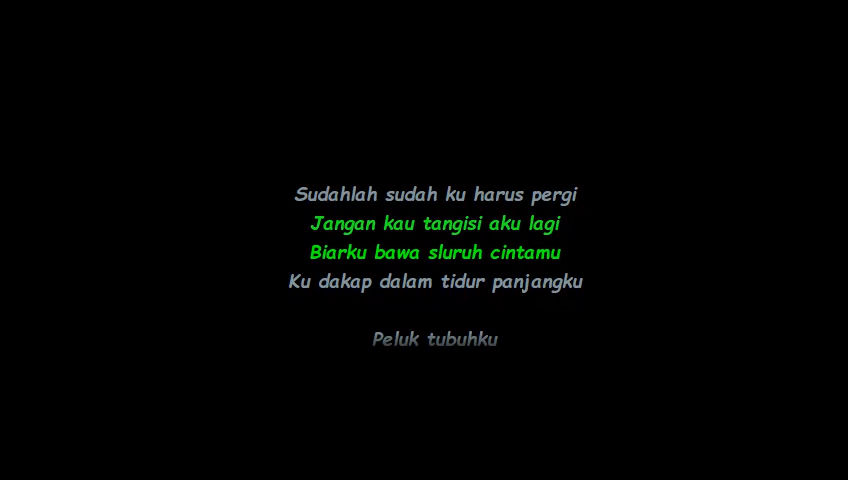 Sudahlah sudah ku harus pergi
Jangan kau tangisi aku lagi
Biarku bawa sluruh cintamu
Ku dakap dalam tidur panjangku
Peluk tubuhku